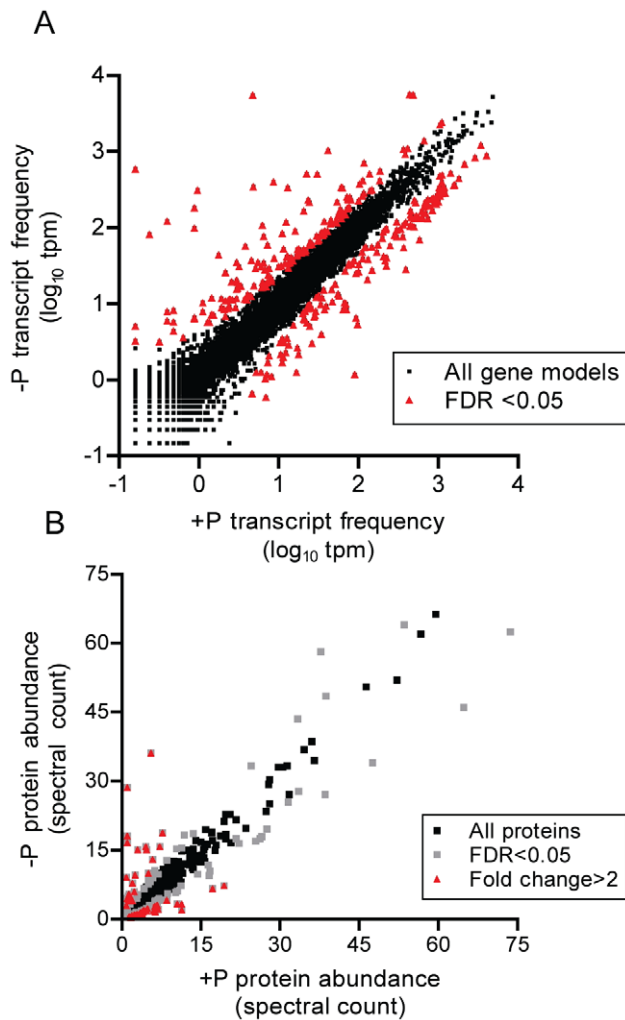 A
4
3
2
1
0
-1
-P transcript frequency
(log₁₀ tpm)
All gene models
FDR <0.05
-1 0 1 2 3 4
+P transcript frequency
(log₁₀ tpm)
B
75
60
45
30
15
0
-P protein abundance
(spectral count)
All proteins
FDR<0.05
Fold change>2
0 15 30 45 60 75
+P protein abundance
(spectral count)